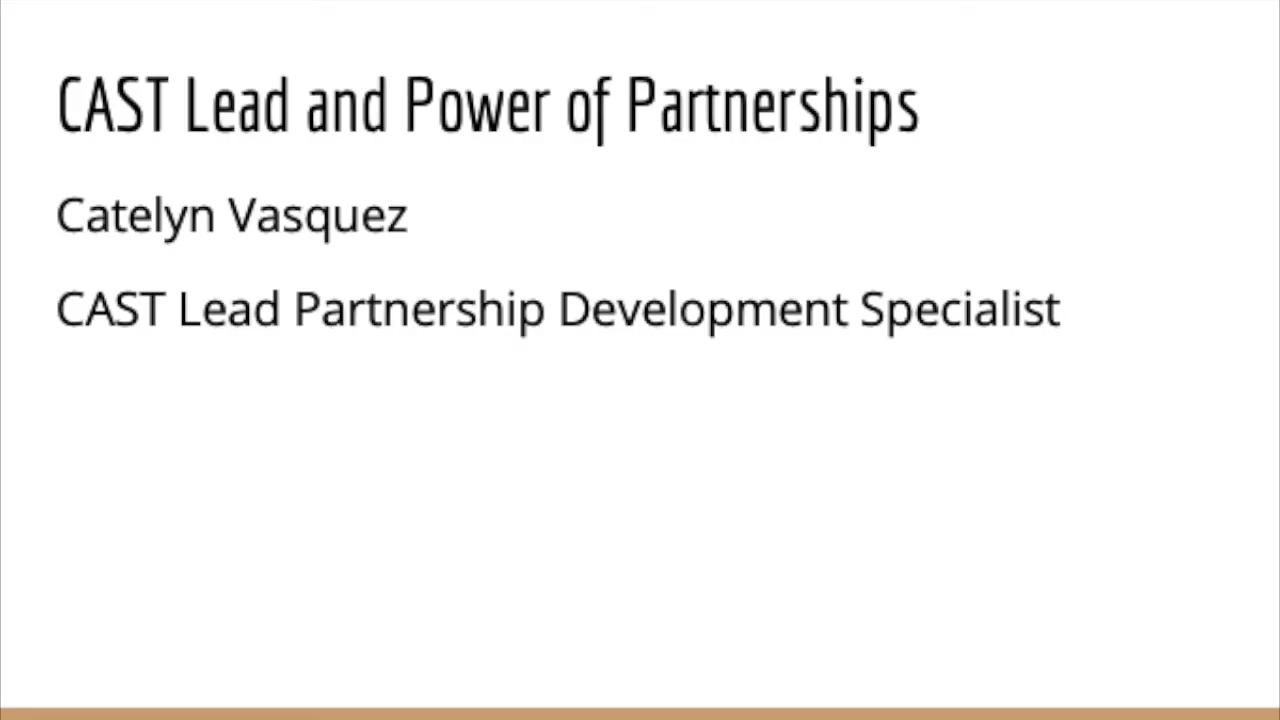 CAST Lead and Power of Partnerships
Catelyn Vasquez
CAST Lead Partnership Development Specialist